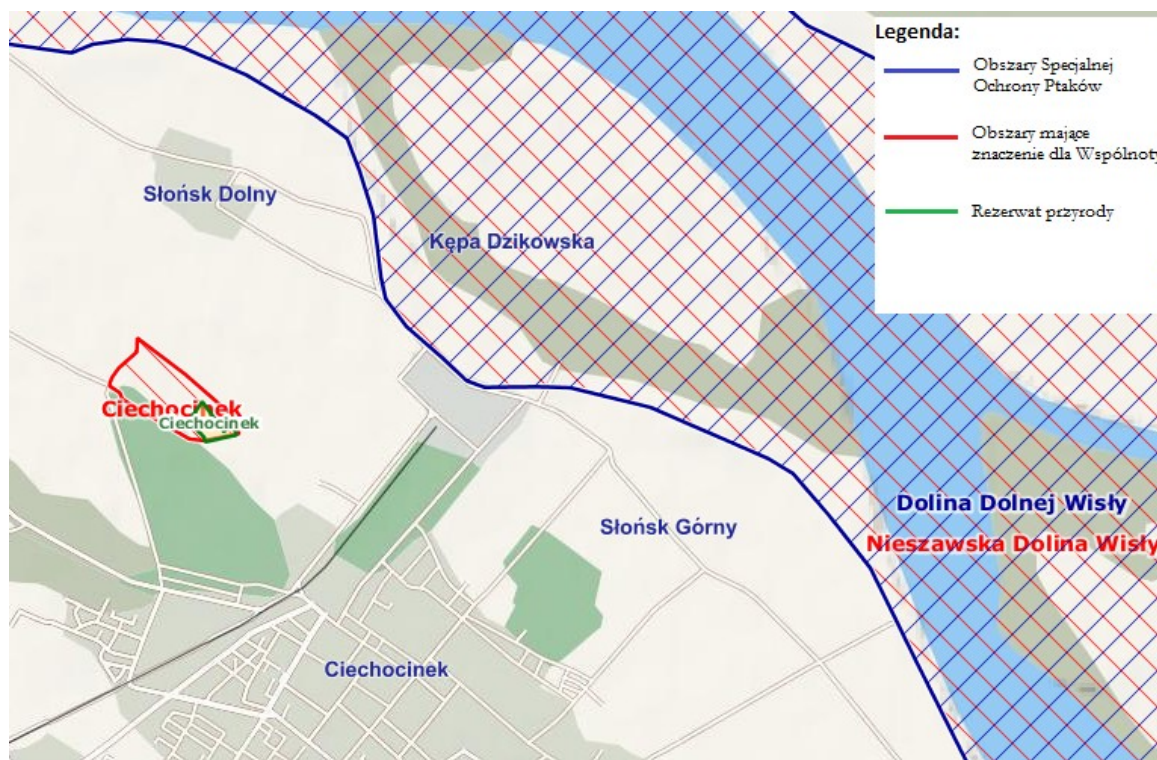 Legenda:
Obszary Specjalnej
Ochrony Ptaków
Obszary mające
znaczenie dla Wspólnoty
Rezerwat przyrody
Słońsk Dolny
Kępa Dzikowska
Ciechocinek
Ciechocinek
Dolina Dolnej Wisły
Słońsk Górny
Nieszawska Dolina Wisły
Ciechocinek